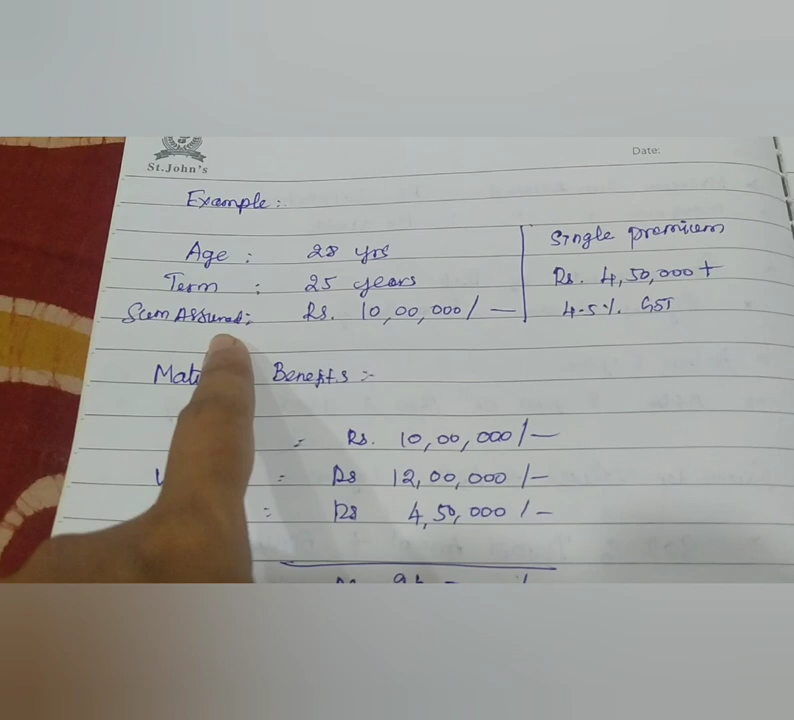 St.John's
Date:
Example :-
Age : 28 yrs
Term : 25 years
Sum Assured:- Rs. 10,00,000/-
Single premium
Rs. 4,50,000 +
4.5% GST
Benefits :-
= Rs. 10,00,000/-
= Rs 12,00,000/-
= Rs 4,50,000/-